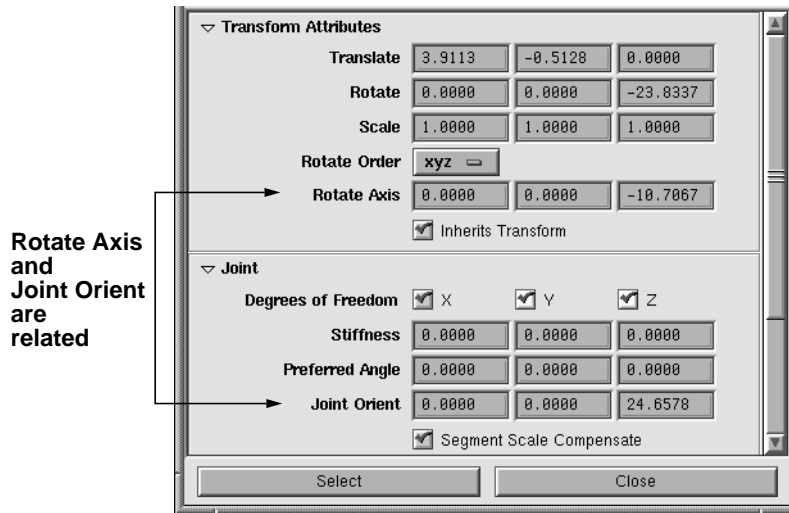 Transform Attributes
Translate 3.9113 -0.5128 0.0000
Rotate 0.0000 0.0000 -23.8337
Scale 1.0000 1.0000 1.0000
Rotate Order xyz
Rotate Axis 0.0000 0.0000 -10.7067
Inherits Transform
Rotate Axis
and
Joint Orient
are
related
Joint
Degrees of Freedom X Y Z
Stiffness 0.0000 0.0000 0.0000
Preferred Angle 0.0000 0.0000 0.0000
Joint Orient 0.0000 0.0000 24.6578
Segment Scale Compensate
Select Close